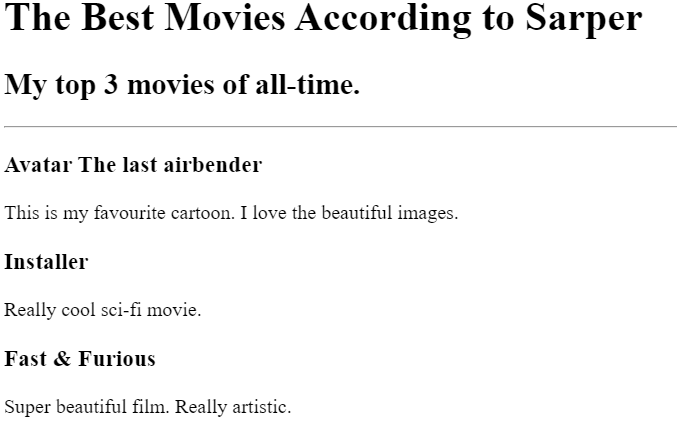 The Best Movies According to Sarper
My top 3 movies of all-time.
Avatar The last airbender
This is my favourite cartoon. I love the beautiful images.
Installer
Really cool sci-fi movie.
Fast & Furious
Super beautiful film. Really artistic.